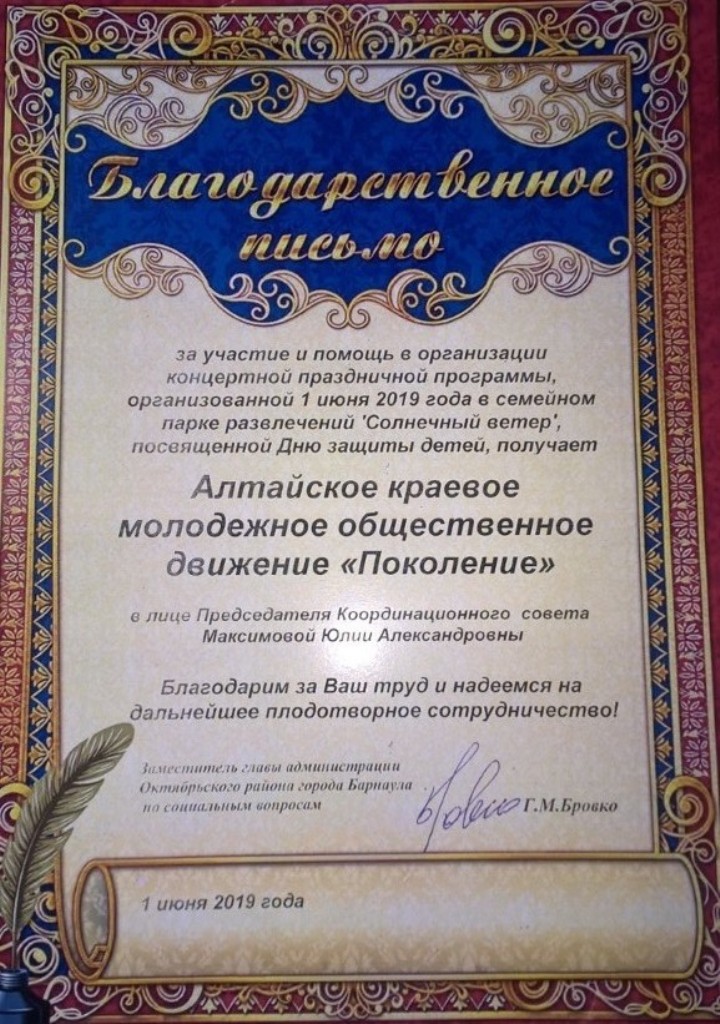 Благодарственное
письмо
за участие и помощь в организации
концертной праздничной программы,
организованной 1 июня 2019 года в семейном
парке развлечений 'Солнечный ветер',
посвященной Дню защиты детей, получает
Алтайское краевое
молодежное общественное
движение «Поколение»
в лице Председателя Координационного совета
Максимовой Юлии Александровны
Благодарим за Ваш труд и надеемся на
дальнейшее плодотворное сотрудничество!
Заместитель главы администрации
Октябрьского района города Барнаула
по социальным вопросам
Г.М.Бровко
1 июня 2019 года